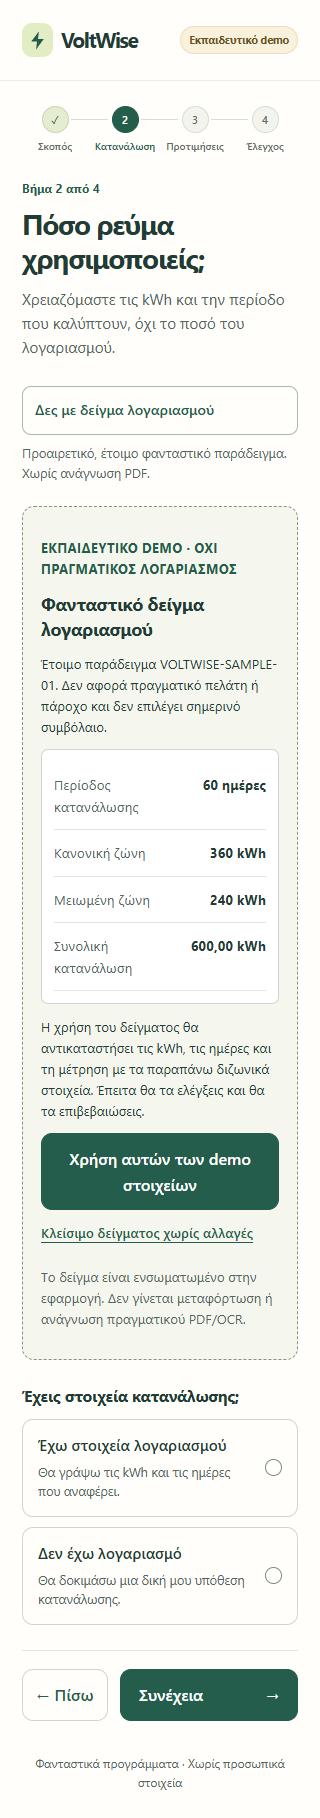 VoltWise
Εκπαιδευτικό demo
✓
2
3
4
Σκοπός
Κατανάλωση
Προτιμήσεις
Έλεγχος
Βήμα 2 από 4
Πόσο ρεύμα
χρησιμοποιείς;
Χρειαζόμαστε τις kWh και την περίοδο
που καλύπτουν, όχι το ποσό του
λογαριασμού.
Δες με δείγμα λογαριασμού
Προαιρετικό, έτοιμο φανταστικό παράδειγμα.
Χωρίς ανάγνωση PDF.
ΕΚΠΑΙΔΕΥΤΙΚΟ DEMO · ΟΧΙ
ΠΡΑΓΜΑΤΙΚΟΣ ΛΟΓΑΡΙΑΣΜΟΣ
Φανταστικό δείγμα
λογαριασμού
Έτοιμο παράδειγμα VOLTWISE-SAMPLE-
01. Δεν αφορά πραγματικό πελάτη ή
πάροχο και δεν επιλέγει σημερινό
συμβόλαιο.
Περίοδος
κατανάλωσης
60 ημέρες
Κανονική ζώνη
360 kWh
Μειωμένη ζώνη
240 kWh
Συνολική
κατανάλωση
600,00 kWh
Η χρήση του δείγματος θα
αντικαταστήσει τις kWh, τις ημέρες και
τη μέτρηση με τα παραπάνω διζωνικά
στοιχεία. Έπειτα θα τα ελέγξεις και θα
τα επιβεβαιώσεις.
Χρήση αυτών των demo
στοιχείων
Κλείσιμο δείγματος χωρίς αλλαγές
Το δείγμα είναι ενσωματωμένο στην
εφαρμογή. Δεν γίνεται μεταφόρτωση ή
ανάγνωση πραγματικού PDF/OCR.
Έχεις στοιχεία κατανάλωσης;
Έχω στοιχεία λογαριασμού
Θα γράψω τις kWh και τις ημέρες
που αναφέρει.
Δεν έχω λογαριασμό
Θα δοκιμάσω μια δική μου υπόθεση
κατανάλωσης.
← Πίσω
Συνέχεια →
Φανταστικά προγράμματα · Χωρίς προσωπικά
στοιχεία